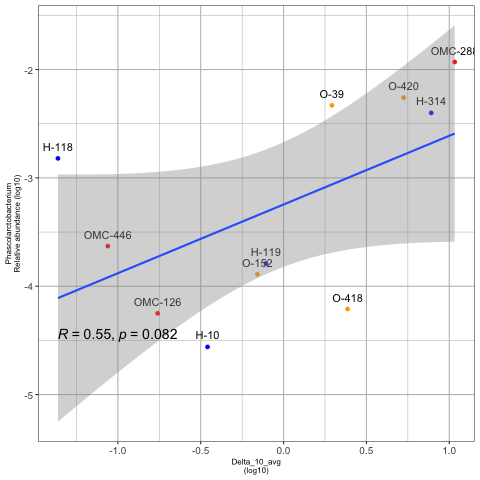 OMC-288
-2
O-420
O-39
H-314
H-118
-3
OMC-446
H-119
O-152
-4
OMC-126
O-418
R = 0.55, p = 0.082
H-10
-5
Phascolarctobacterium
Relative abundance (log10)
-1.0 -0.5 0.0 0.5 1.0
Delta_10_avg
(log10)